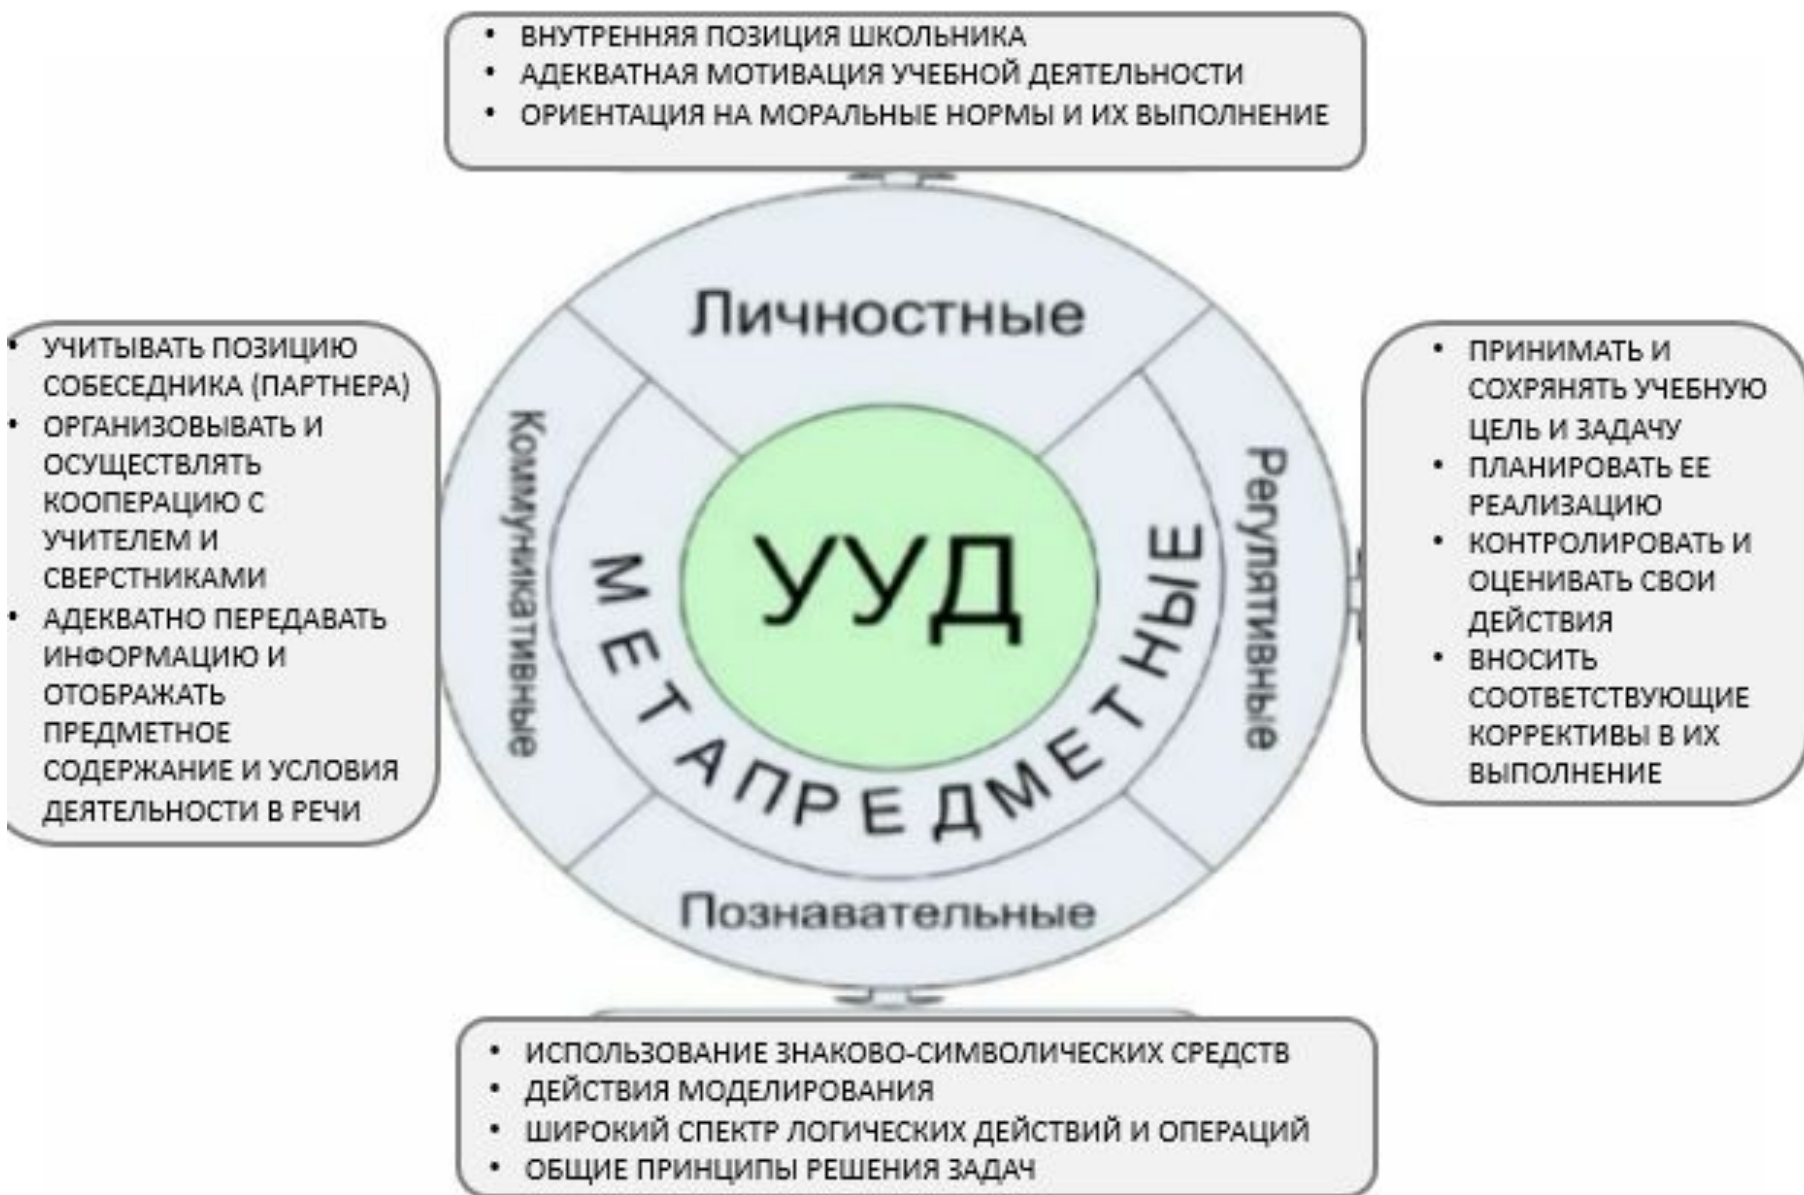 • ВНУТРЕННЯЯ ПОЗИЦИЯ ШКОЛЬНИКА
• АДЕКВАТНАЯ МОТИВАЦИЯ УЧЕБНОЙ ДЕЯТЕЛЬНОСТИ
• ОРИЕНТАЦИЯ НА МОРАЛЬНЫЕ НОРМЫ И ИХ ВЫПОЛНЕНИЕ
Личностные
• УЧИТЫВАТЬ ПОЗИЦИЮ
СОБЕСЕДНИКА (ПАРТНЕРА)
• ОРГАНИЗОВЫВАТЬ И
ОСУЩЕСТВЛЯТЬ
КООПЕРАЦИЮ С
УЧИТЕЛЕМ И
СВЕРСТНИКАМИ
• АДЕКВАТНО ПЕРЕДАВАТЬ
ИНФОРМАЦИЮ И
ОТОБРАЖАТЬ
ПРЕДМЕТНОЕ
СОДЕРЖАНИЕ И УСЛОВИЯ
ДЕЯТЕЛЬНОСТИ В РЕЧИ
Коммуникативные
УУД
МЕТАПРЕДМЕТНЫЕ
Регулятивные
• ПРИНИМАТЬ И
СОХРЯНЯТЬ УЧЕБНУЮ
ЦЕЛЬ И ЗАДАЧУ
• ПЛАНИРОВАТЬ ЕЕ
РЕАЛИЗАЦИЮ
• КОНТРОЛИРОВАТЬ И
ОЦЕНИВАТЬ СВОИ
ДЕЙСТВИЯ
• ВНОСИТЬ
СООТВЕТСТВУЮЩИЕ
КОРРЕКТИВЫ В ИХ
ВЫПОЛНЕНИЕ
Познавательные
• ИСПОЛЬЗОВАНИЕ ЗНАКОВО-СИМВОЛИЧЕСКИХ СРЕДСТВ
• ДЕЙСТВИЯ МОДЕЛИРОВАНИЯ
• ШИРОКИЙ СПЕКТР ЛОГИЧЕСКИХ ДЕЙСТВИЙ И ОПЕРАЦИЙ
• ОБЩИЕ ПРИНЦИПЫ РЕШЕНИЯ ЗАДАЧ